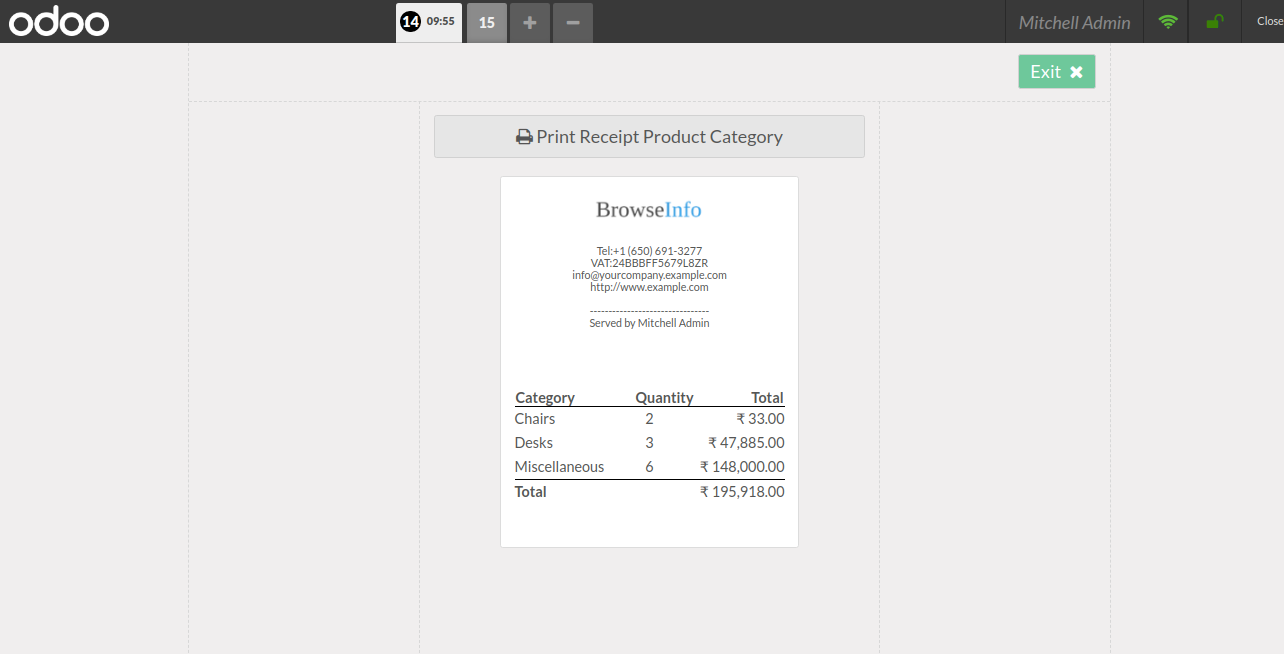 odoo 14 09:55 15 Mitchell Admin Close
Exit
Print Receipt Product Category
BrowseInfo
Tel:+1 (650) 691-3277
VAT:24BBBFF5679L8ZR
info@yourcompany.example.com
http://www.example.com
--------------------------------
Served by Mitchell Admin
Category Quantity Total
Chairs 2 ₹ 33.00
Desks 3 ₹ 47,885.00
Miscellaneous 6 ₹ 148,000.00
Total ₹ 195,918.00